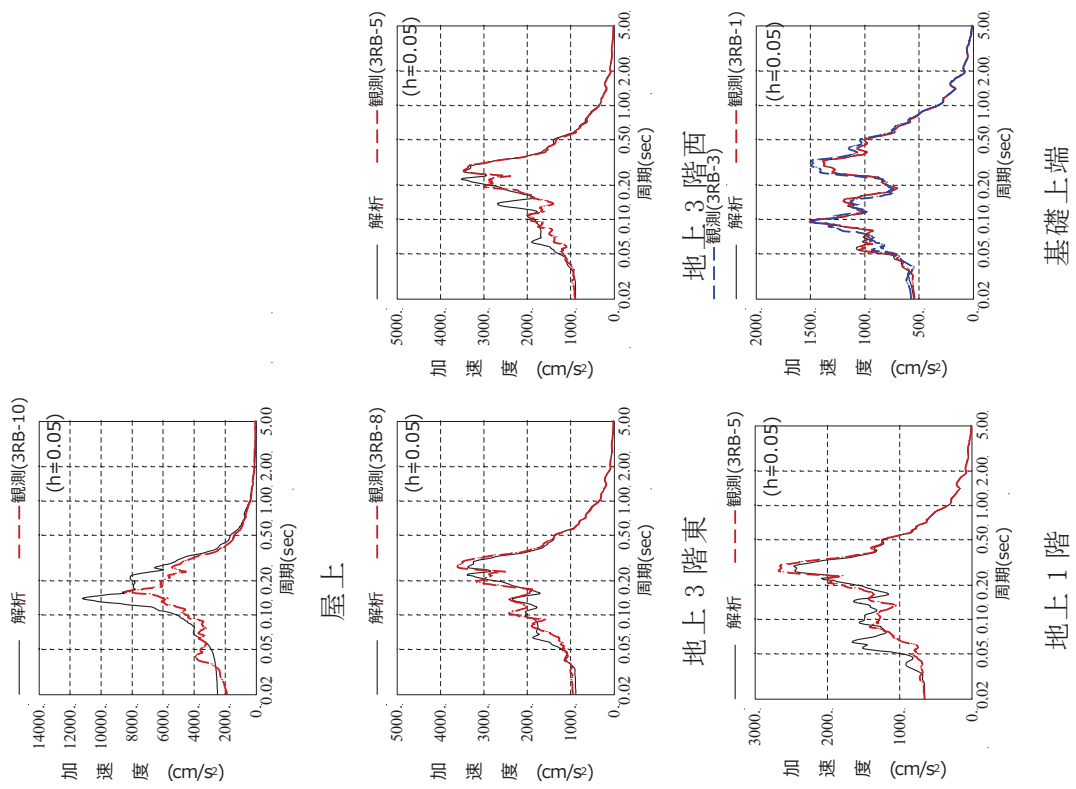 解析
観測(3RB-10)
(h=0.05)
加速度 (cm/s²)
14000.
12000.
10000.
8000.
6000.
4000.
2000.
0.
0.02
0.05.
0.10.
0.20.
0.50.
1.00.
2.00.
5.00.
周期(sec)
屋上
解析
観測(3RB-8)
(h=0.05)
加速度 (cm/s²)
5000.
4000.
3000.
2000.
1000.
0.
0.02
0.05.
0.10.
0.20.
0.50.
1.00.
2.00.
5.00.
周期(sec)
地上3階東
解析
観測(3RB-5)
(h=0.05)
加速度 (cm/s²)
5000.
4000.
3000.
2000.
1000.
0.
0.02
0.05.
0.10.
0.20.
0.50.
1.00.
2.00.
5.00.
周期(sec)
地上3階西
解析
観測(3RB-5)
(h=0.05)
加速度 (cm/s²)
3000.
2000.
1000.
0.
0.02
0.05.
0.10.
0.20.
0.50.
1.00.
2.00.
5.00.
周期(sec)
地上1階
観測(3RB-3)
解析
観測(3RB-1)
(h=0.05)
加速度 (cm/s²)
2000.
1500.
1000.
500.
0.
0.02
0.05.
0.10.
0.20.
0.50.
1.00.
2.00.
5.00.
周期(sec)
基礎上端